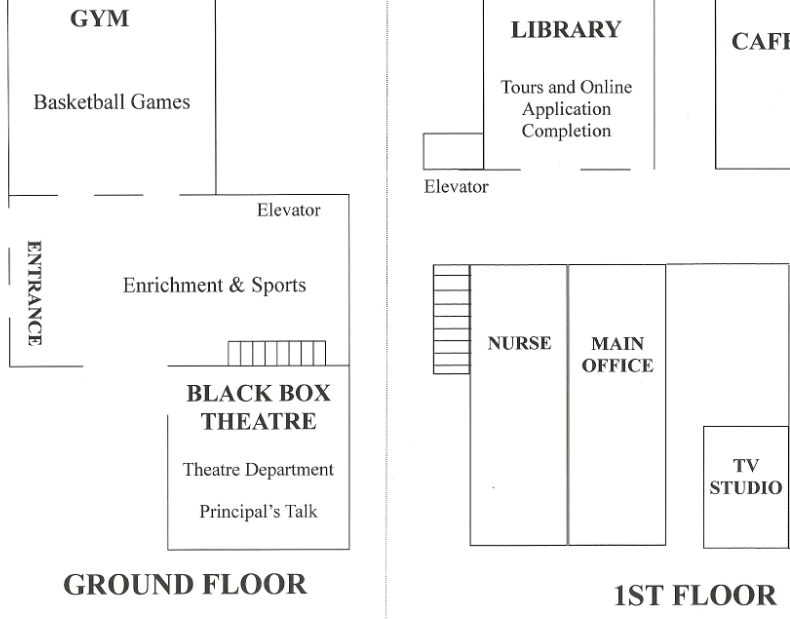 GYM
Basketball Games
Elevator
ENTRANCE
Enrichment & Sports
BLACK BOX
THEATRE
Theatre Department
Principal's Talk
GROUND FLOOR
LIBRARY
Tours and Online
Application
Completion
Elevator
CAFE
NURSE
MAIN
OFFICE
TV
STUDIO
1ST FLOOR